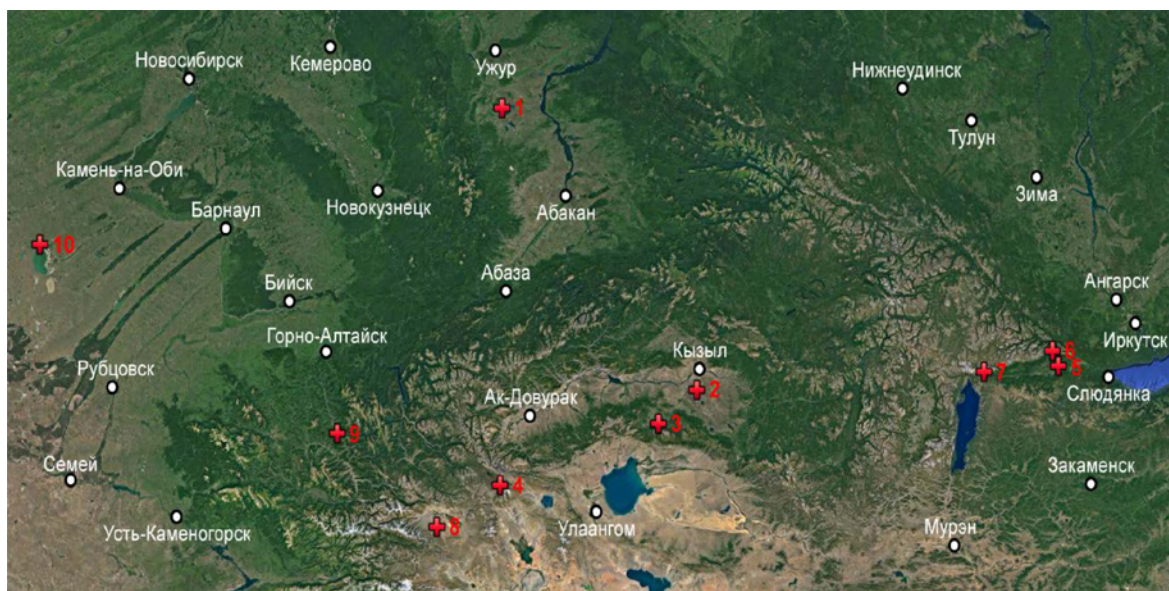 Новосибирск
Кемерово
Ужур
1
Нижнеудинск
Тулун
Камень-на-Оби
Новокузнецк
Абакан
Зима
Барнаул
10
Бийск
Абаза
Ангарск
Иркутск
Горно-Алтайск
Кызыл
6
5
7
Слюдянка
Рубцовск
Ак-Довурак
2
3
9
Семей
4
Закаменск
Усть-Каменогорск
8
Улаангом
Мурэн